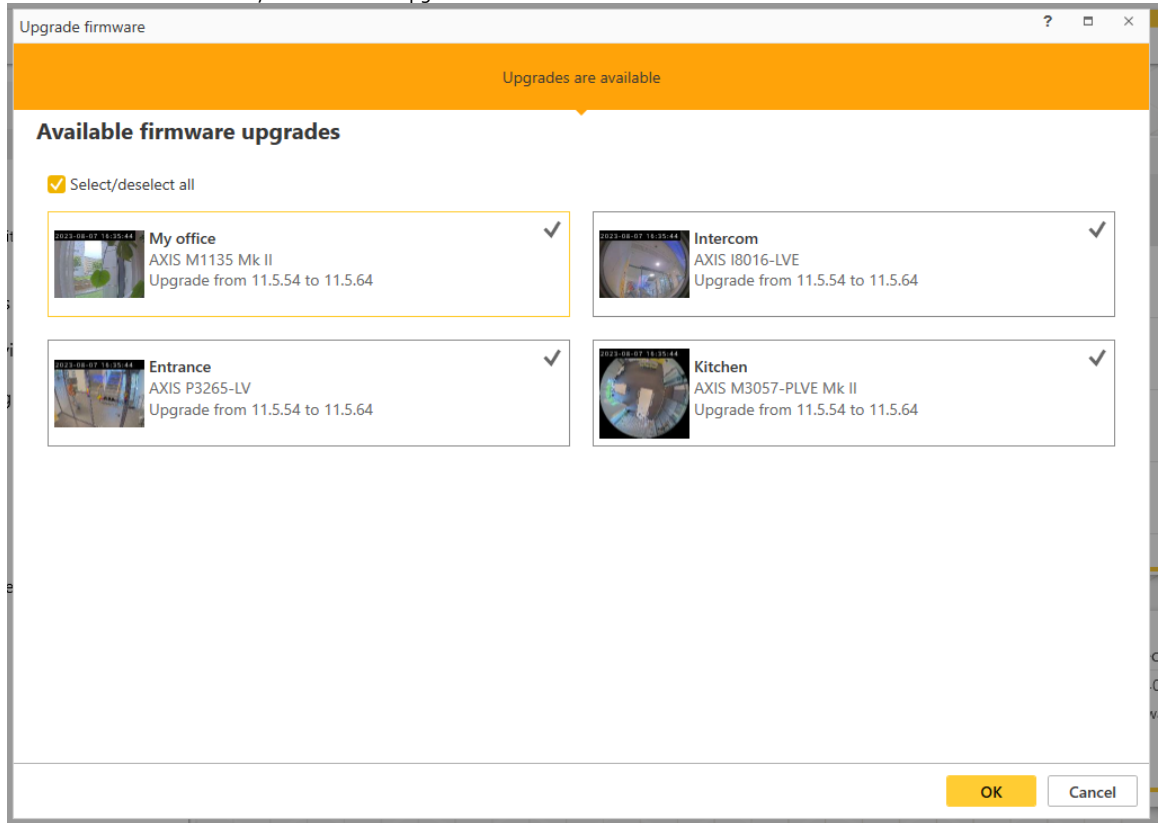 Upgrade firmware
?
Upgrades are available
Available firmware upgrades
Select/deselect all
2023-08-07 16:35:44
My office
AXIS M1135 Mk II
Upgrade from 11.5.54 to 11.5.64
2023-08-07 16:35:44
Intercom
AXIS I8016-LVE
Upgrade from 11.5.54 to 11.5.64
2023-08-07 16:35:44
Entrance
AXIS P3265-LV
Upgrade from 11.5.54 to 11.5.64
2023-08-07 16:35:44
Kitchen
AXIS M3057-PLVE Mk II
Upgrade from 11.5.54 to 11.5.64
OK
Cancel